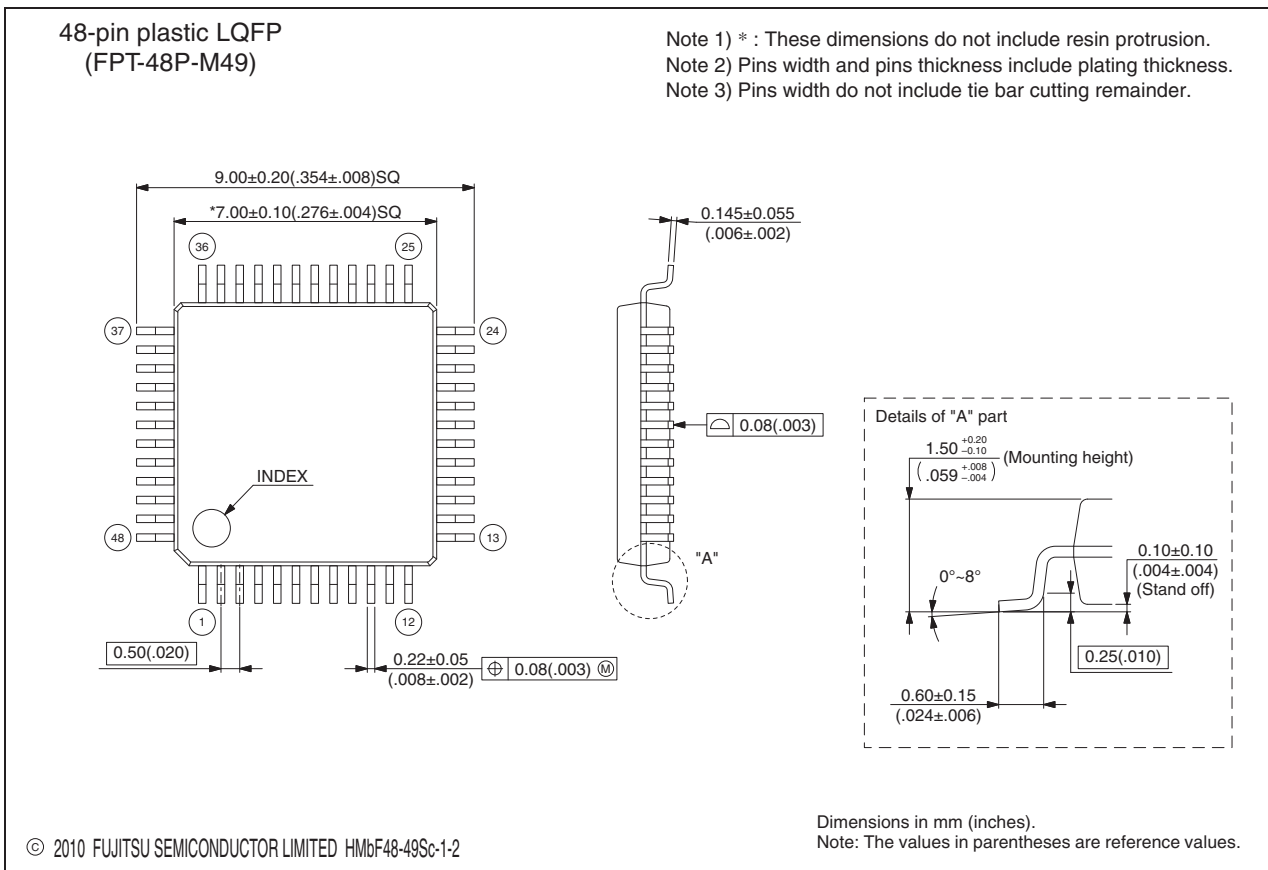 48-pin plastic LQFP
(FPT-48P-M49)
Note 1) * : These dimensions do not include resin protrusion.
Note 2) Pins width and pins thickness include plating thickness.
Note 3) Pins width do not include tie bar cutting remainder.
9.00±0.20(.354±.008)SQ
*7.00±0.10(.276±.004)SQ
36
25
37
24
INDEX
48
13
1
12
0.50(.020)
0.22±0.05
(.008±.002)
0.08(.003) Ⓜ
0.145±0.055
(.006±.002)
0.08(.003)
"A"
Details of "A" part
1.50 +0.20 −0.10 (Mounting height)
(.059 +.008 −.004)
0°~8°
0.10±0.10
(.004±.004)
(Stand off)
0.25(.010)
0.60±0.15
(.024±.006)
© 2010 FUJITSU SEMICONDUCTOR LIMITED HMbF48-49Sc-1-2
Dimensions in mm (inches).
Note: The values in parentheses are reference values.